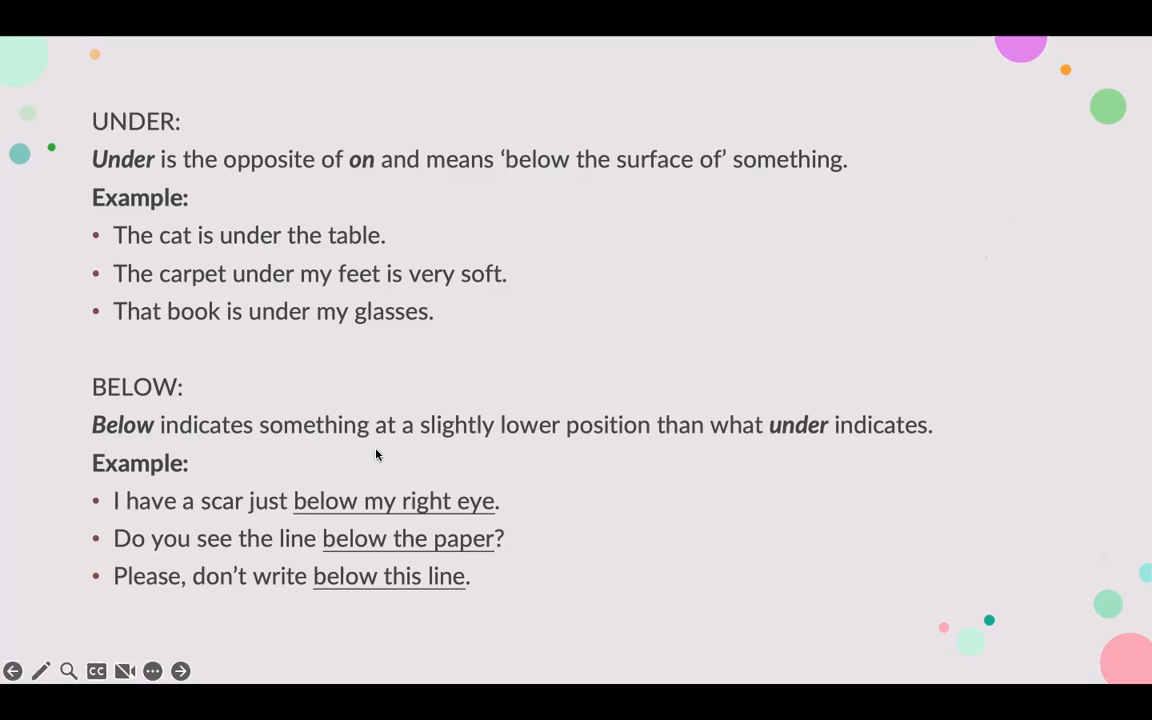 UNDER:
Under is the opposite of on and means ‘below the surface of’ something.
Example:
• The cat is under the table.
• The carpet under my feet is very soft.
• That book is under my glasses.
BELOW:
Below indicates something at a slightly lower position than what under indicates.
Example:
• I have a scar just below my right eye.
• Do you see the line below the paper?
• Please, don’t write below this line.
CC